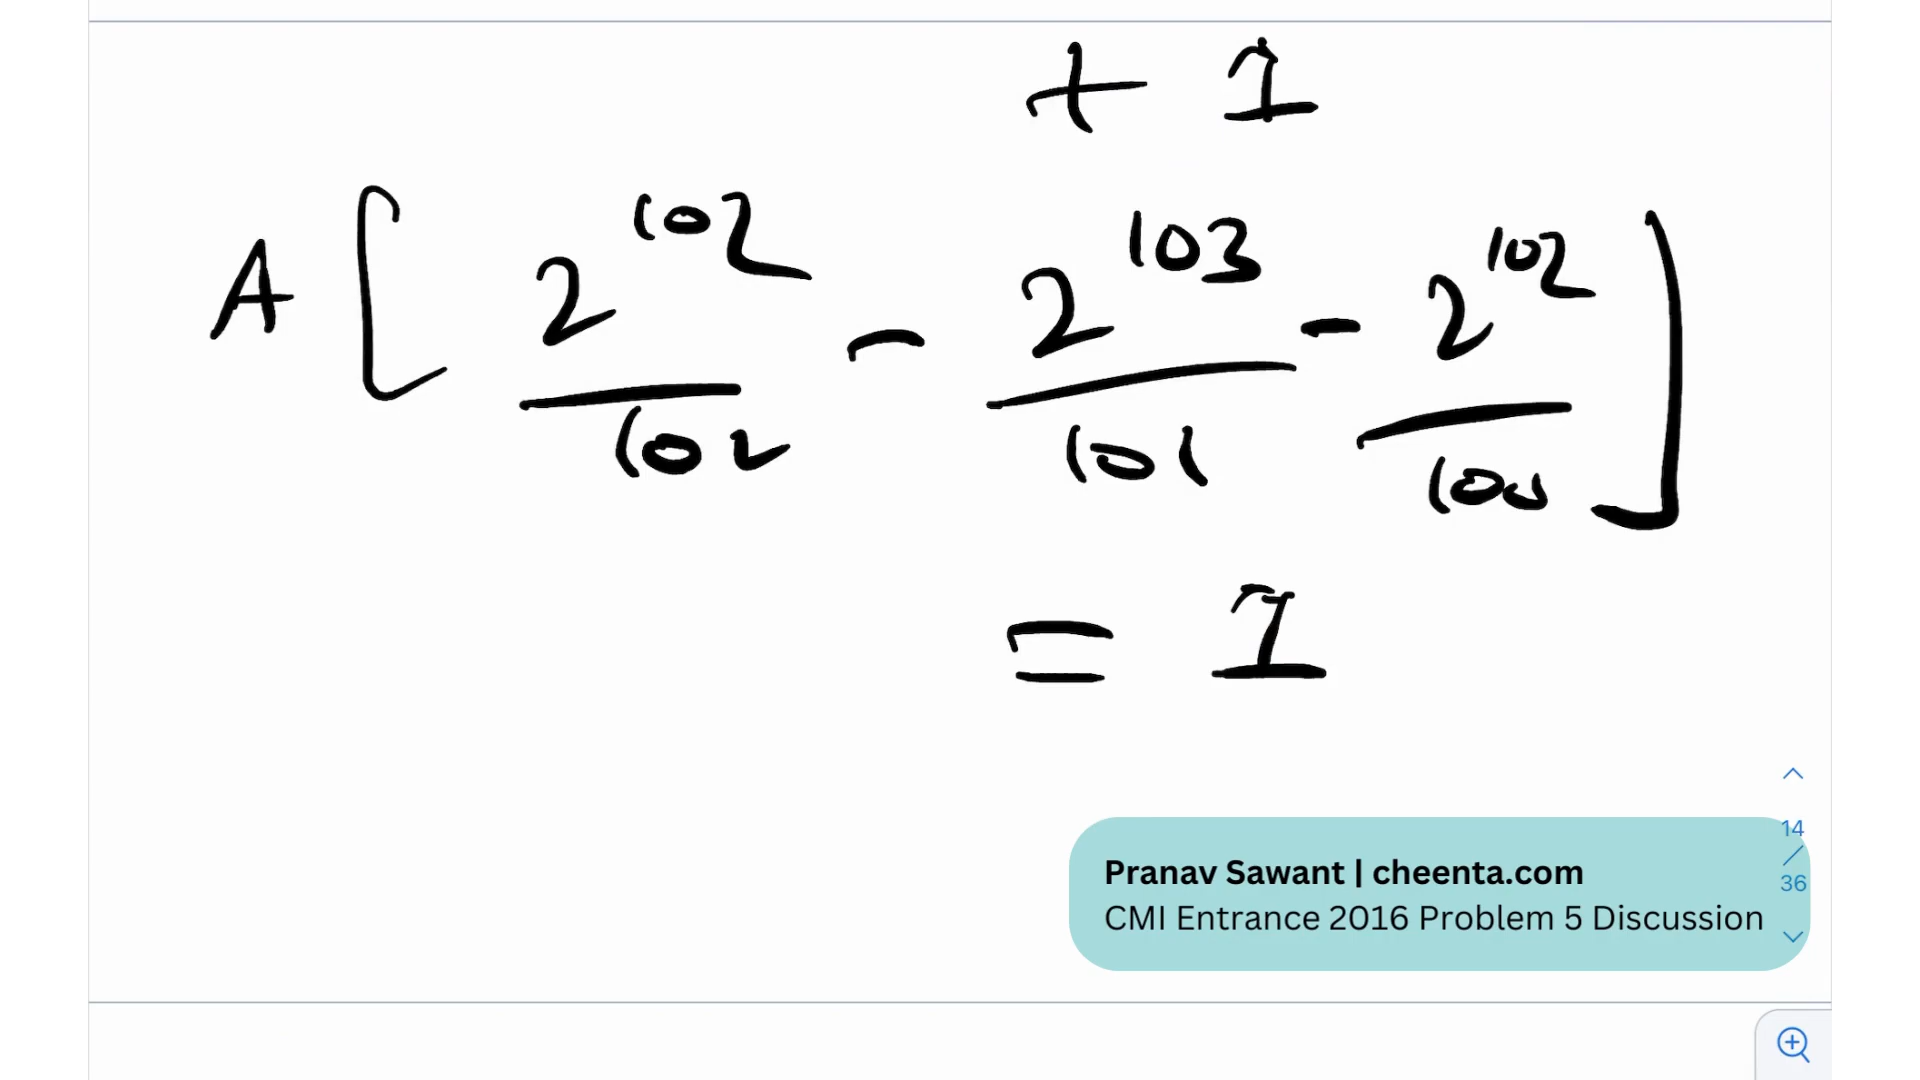 + 1
A [ 2^102/102 - 2^103/101 - 2^102/100 ]
= 1
14
/
36
Pranav Sawant | cheenta.com
CMI Entrance 2016 Problem 5 Discussion